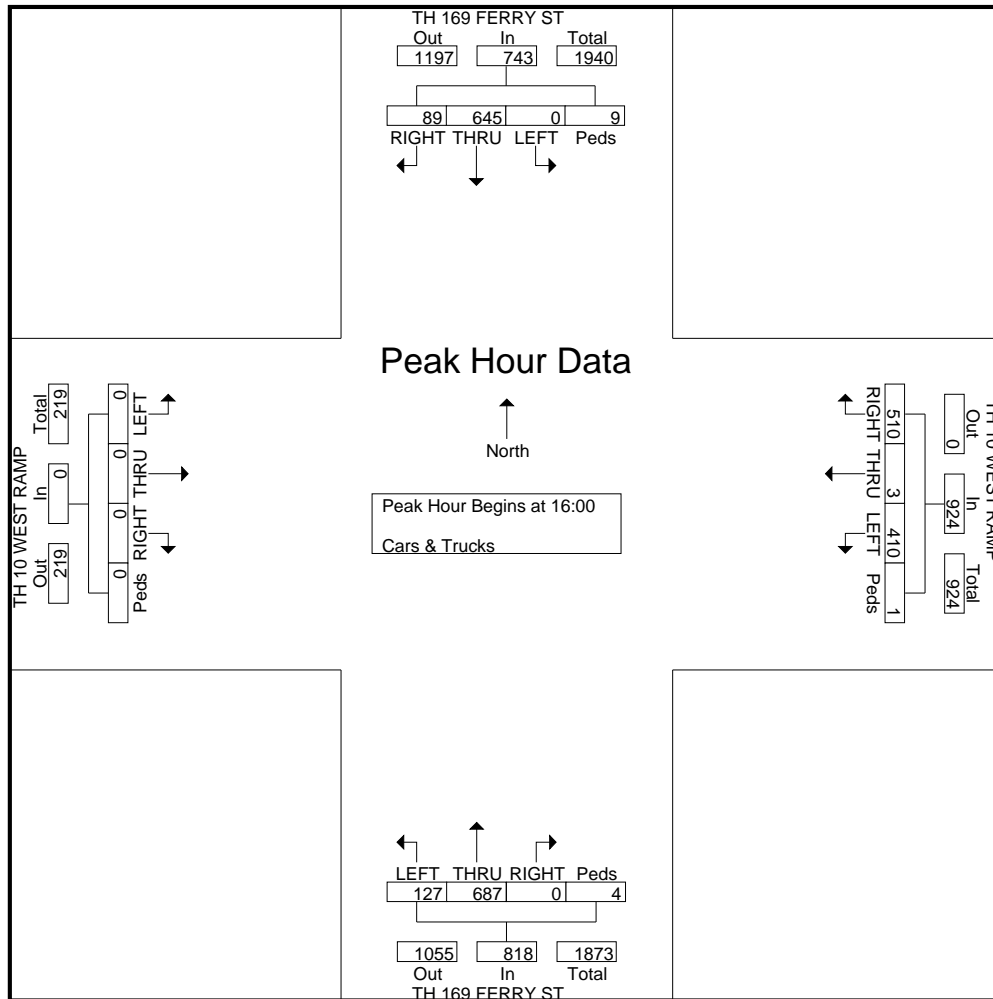 TH 169 FERRY ST
Out In Total
1197 743 1940
89 645 0 9
RIGHT THRU LEFT Peds
Peak Hour Data
North
Peak Hour Begins at 16:00
Cars & Trucks
TH 10 WEST RAMP
Out In Total
219 0 219
0 0 0 0
Peds RIGHT THRU LEFT
TH 10 WEST RAMP
Out In Total
0 924 924
510 3 410 1
RIGHT THRU LEFT Peds
LEFT THRU RIGHT Peds
127 687 0 4
1055 818 1873
Out In Total
TH 169 FERRY ST